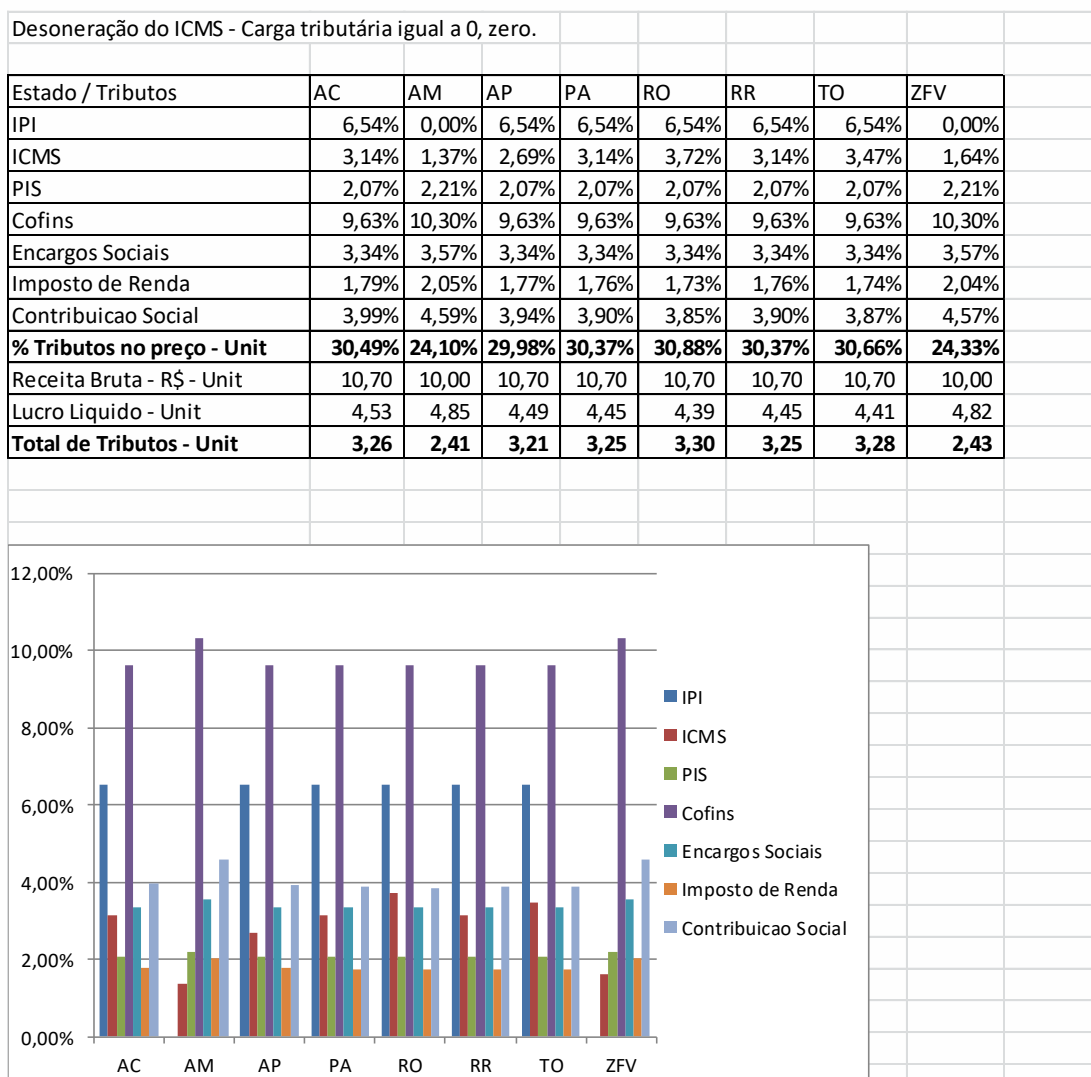 Desoneração do ICMS - Carga tributária igual a 0, zero.
Estado / Tributos AC AM AP PA RO RR TO ZFV
IPI 6,54% 0,00% 6,54% 6,54% 6,54% 6,54% 6,54% 0,00%
ICMS 3,14% 1,37% 2,69% 3,14% 3,72% 3,14% 3,47% 1,64%
PIS 2,07% 2,21% 2,07% 2,07% 2,07% 2,07% 2,07% 2,21%
Cofins 9,63% 10,30% 9,63% 9,63% 9,63% 9,63% 9,63% 10,30%
Encargos Sociais 3,34% 3,57% 3,34% 3,34% 3,34% 3,34% 3,34% 3,57%
Imposto de Renda 1,79% 2,05% 1,77% 1,76% 1,73% 1,76% 1,74% 2,04%
Contribuicao Social 3,99% 4,59% 3,94% 3,90% 3,85% 3,90% 3,87% 4,57%
% Tributos no preço - Unit 30,49% 24,10% 29,98% 30,37% 30,88% 30,37% 30,66% 24,33%
Receita Bruta - R$ - Unit 10,70 10,00 10,70 10,70 10,70 10,70 10,70 10,00
Lucro Liquido - Unit 4,53 4,85 4,49 4,45 4,39 4,45 4,41 4,82
Total de Tributos - Unit 3,26 2,41 3,21 3,25 3,30 3,25 3,28 2,43
12,00%
10,00%
8,00%
6,00%
4,00%
2,00%
0,00%
AC AM AP PA RO RR TO ZFV
IPI
ICMS
PIS
Cofins
Encargos Sociais
Imposto de Renda
Contribuicao Social